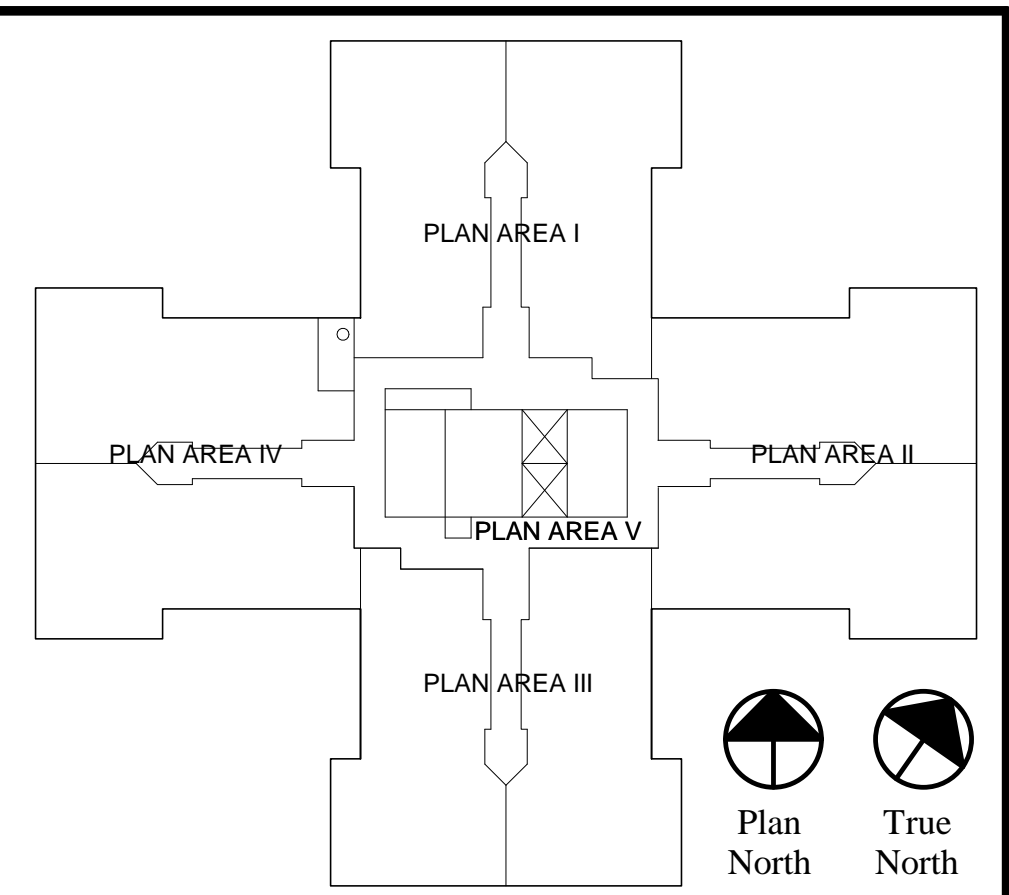 PLAN AREA I
PLAN AREA IV
PLAN AREA II
PLAN AREA V
PLAN AREA III
Plan
North
True
North